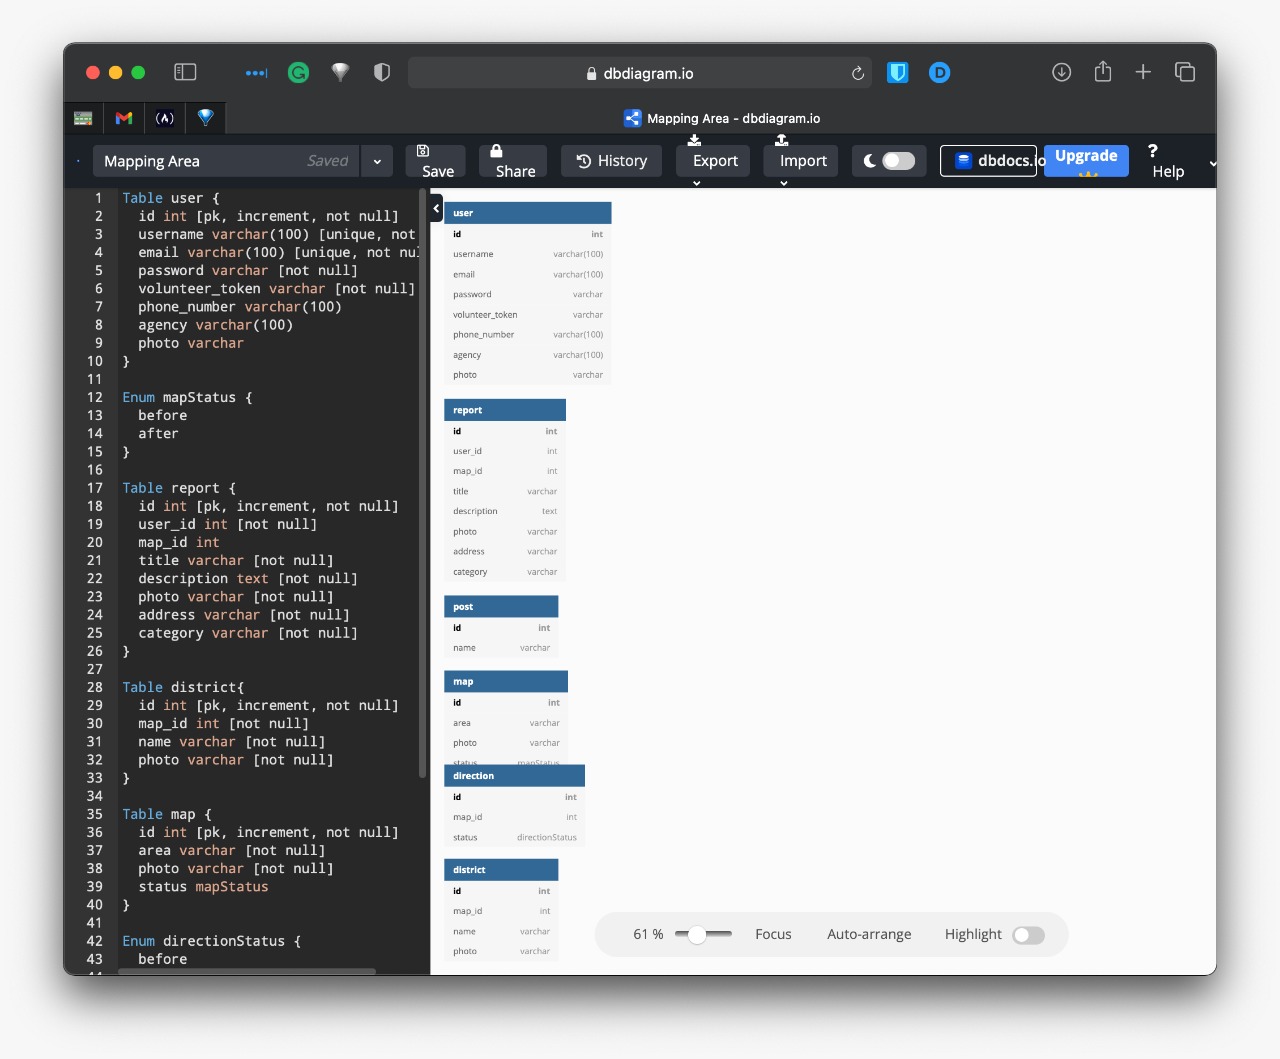 dbdiagram.io
Mapping Area - dbdiagram.io
Mapping Area
Saved
Save
Share
History
Export
Import
dbdocs.io
Upgrade
?
Help
1 Table user {
2 id int [pk, increment, not null]
3 username varchar(100) [unique, not
4 email varchar(100) [unique, not nu
5 password varchar [not null]
6 volunteer_token varchar [not null]
7 phone_number varchar(100)
8 agency varchar(100)
9 photo varchar
10 }
11
12 Enum mapStatus {
13 before
14 after
15 }
16
17 Table report {
18 id int [pk, increment, not null]
19 user_id int [not null]
20 map_id int
21 title varchar [not null]
22 description text [not null]
23 photo varchar [not null]
24 address varchar [not null]
25 category varchar [not null]
26 }
27
28 Table district{
29 id int [pk, increment, not null]
30 map_id int [not null]
31 name varchar [not null]
32 photo varchar [not null]
33 }
34
35 Table map {
36 id int [pk, increment, not null]
37 area varchar [not null]
38 photo varchar [not null]
39 status mapStatus
40 }
41
42 Enum directionStatus {
43 before
44
user
id int
username varchar(100)
email varchar(100)
password varchar
volunteer_token varchar
phone_number varchar(100)
agency varchar(100)
photo varchar
report
id int
user_id int
map_id int
title varchar
description text
photo varchar
address varchar
category varchar
post
id int
name varchar
map
id int
area varchar
photo varchar
status mapStatus
direction
id int
map_id int
status directionStatus
district
id int
map_id int
name varchar
photo varchar
61 %
Focus
Auto-arrange
Highlight